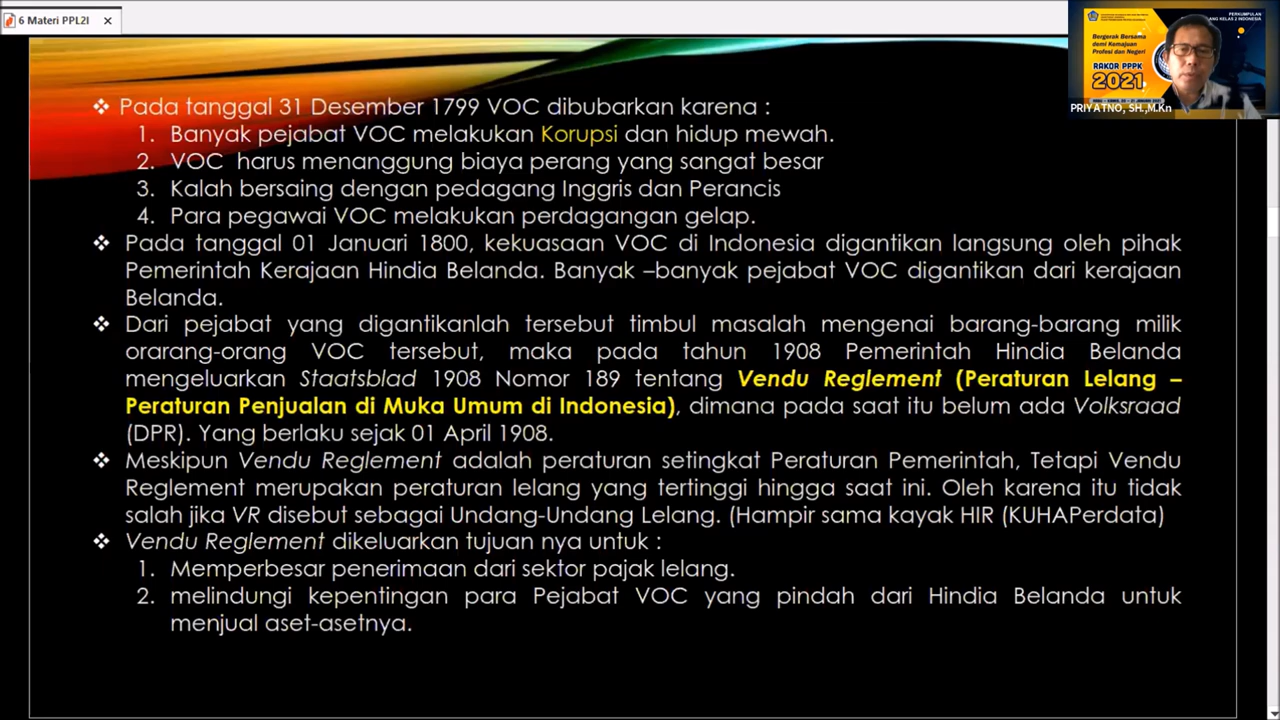 6 Materi PPL2I
Bergerak Bersama
demi Kemajuan
Profesi dan Negeri
RAKOR PPPK
2021
PERKUMPULAN
LANG KELAS 2 INDONESIA
PRIYATNO, SH.,M.Kn
❖ Pada tanggal 31 Desember 1799 VOC dibubarkan karena :
1. Banyak pejabat VOC melakukan Korupsi dan hidup mewah.
2. VOC harus menanggung biaya perang yang sangat besar
3. Kalah bersaing dengan pedagang Inggris dan Perancis
4. Para pegawai VOC melakukan perdagangan gelap.
❖ Pada tanggal 01 Januari 1800, kekuasaan VOC di Indonesia digantikan langsung oleh pihak
Pemerintah Kerajaan Hindia Belanda. Banyak –banyak pejabat VOC digantikan dari kerajaan
Belanda.
❖ Dari pejabat yang digantikanlah tersebut timbul masalah mengenai barang-barang milik
orarang-orang VOC tersebut, maka pada tahun 1908 Pemerintah Hindia Belanda
mengeluarkan Staatsblad 1908 Nomor 189 tentang Vendu Reglement (Peraturan Lelang –
Peraturan Penjualan di Muka Umum di Indonesia), dimana pada saat itu belum ada Volksraad
(DPR). Yang berlaku sejak 01 April 1908.
❖ Meskipun Vendu Reglement adalah peraturan setingkat Peraturan Pemerintah, Tetapi Vendu
Reglement merupakan peraturan lelang yang tertinggi hingga saat ini. Oleh karena itu tidak
salah jika VR disebut sebagai Undang-Undang Lelang. (Hampir sama kayak HIR (KUHAPerdata)
❖ Vendu Reglement dikeluarkan tujuan nya untuk :
1. Memperbesar penerimaan dari sektor pajak lelang.
2. melindungi kepentingan para Pejabat VOC yang pindah dari Hindia Belanda untuk
menjual aset-asetnya.